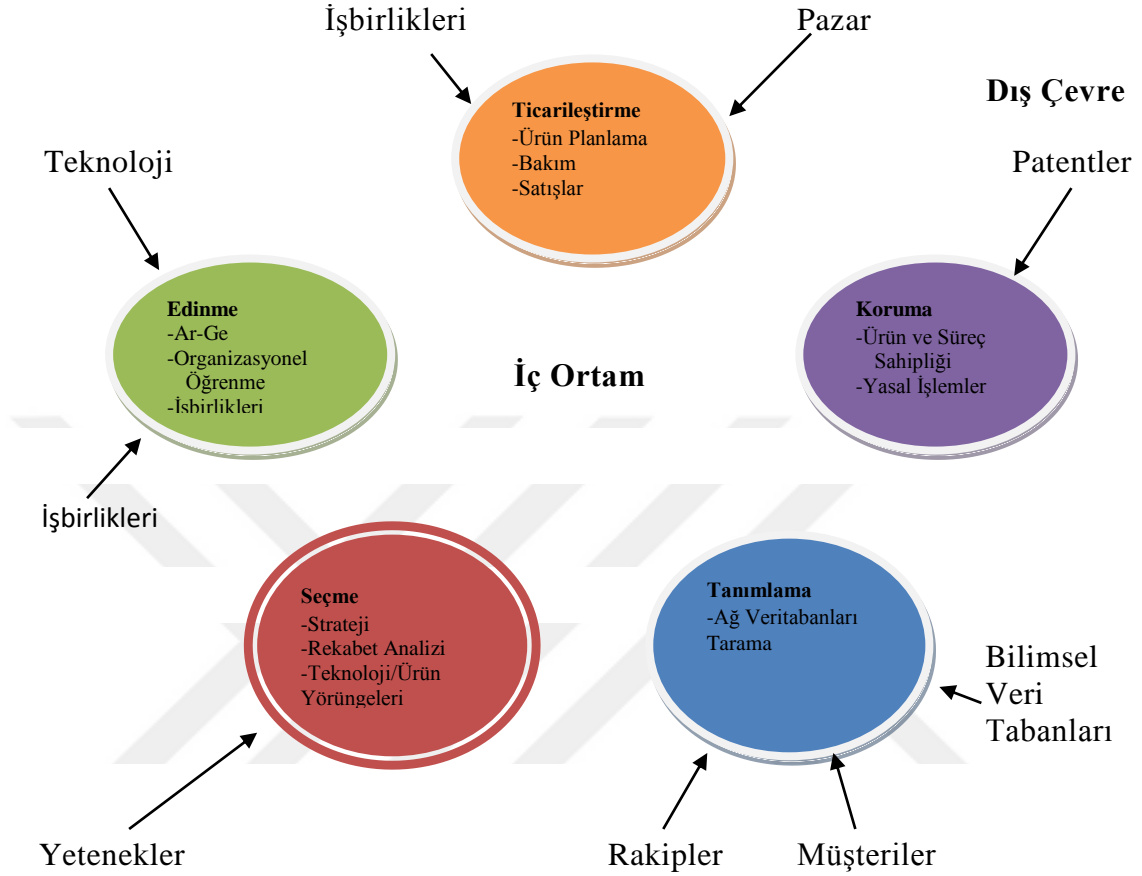 İşbirlikleri
Pazar
Dış Çevre
Ticarileştirme
-Ürün Planlama
-Bakım
-Satışlar
Teknoloji
Patentler
Edinme
-Ar-Ge
-Organizasyonel
Öğrenme
-İşbirlikleri
Koruma
-Ürün ve Süreç
Sahipliği
-Yasal İşlemler
İç Ortam
İşbirlikleri
Seçme
-Strateji
-Rekabet Analizi
-Teknoloji/Ürün
Yörüngeleri
Tanımlama
-Ağ Veritabanları
Tarama
Bilimsel
Veri
Tabanları
Yetenekler
Rakipler
Müşteriler